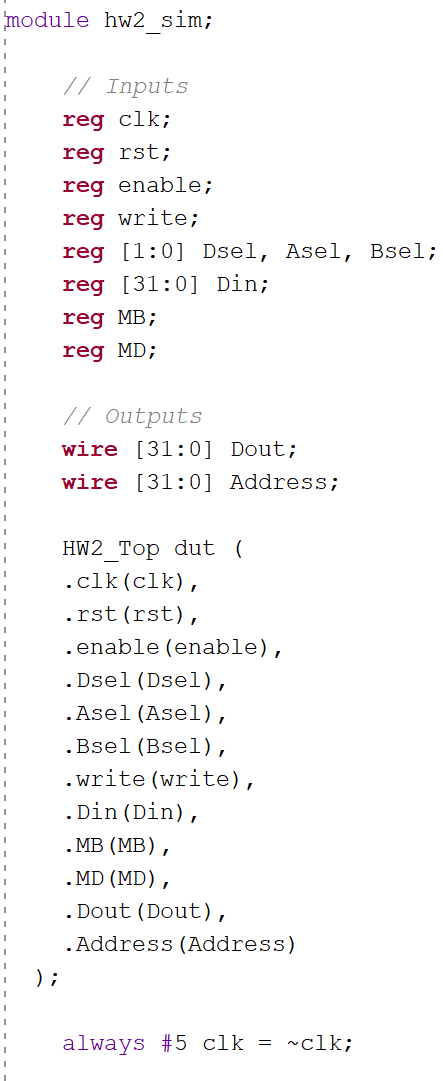 module hw2_sim;
// Inputs
reg clk;
reg rst;
reg enable;
reg write;
reg [1:0] Dsel, Asel, Bsel;
reg [31:0] Din;
reg MB;
reg MD;
// Outputs
wire [31:0] Dout;
wire [31:0] Address;
HW2_Top dut (
.clk(clk),
.rst(rst),
.enable(enable),
.Dsel(Dsel),
.Asel(Asel),
.Bsel(Bsel),
.write(write),
.Din(Din),
.MB(MB),
.MD(MD),
.Dout(Dout),
.Address(Address)
);
always #5 clk = ~clk;